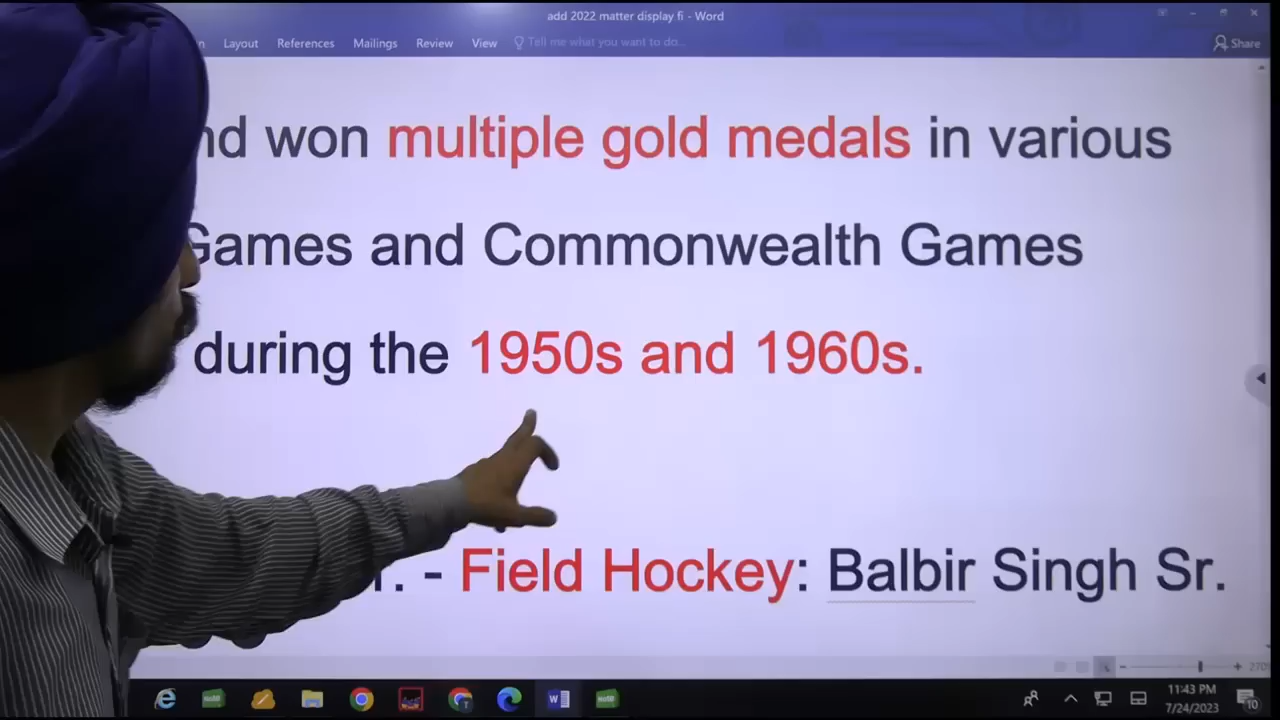 add 2022 matter display fi - Word
Layout References Mailings Review View Tell me what you want to do...
Share
won multiple gold medals in various
Games and Commonwealth Games
during the 1950s and 1960s.
- Field Hockey: Balbir Singh Sr.
270%
11:43 PM
7/24/2023
10